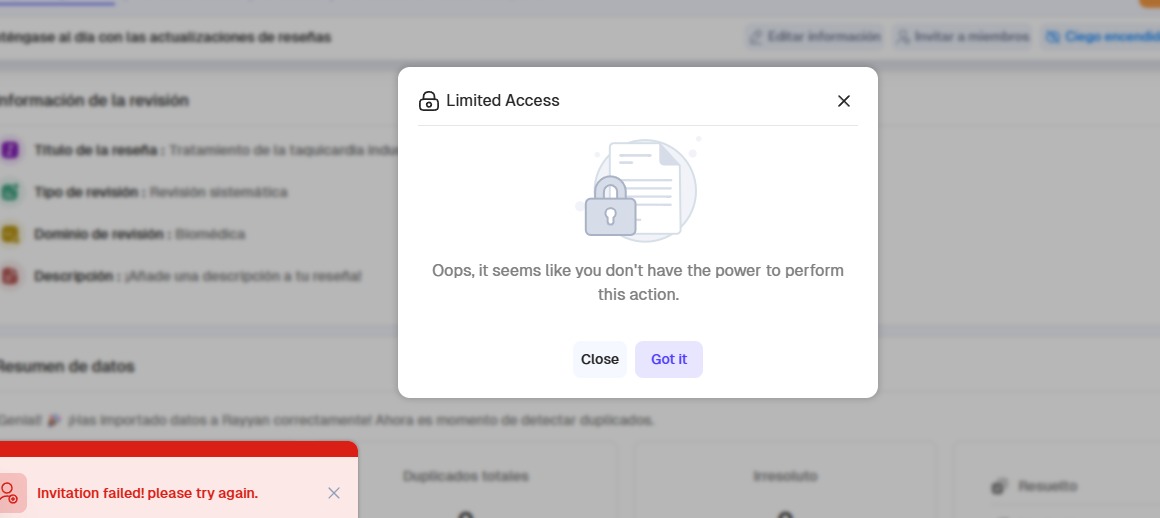 téngase al día con las actualizaciones de reseñas
Editar información
Invitar a miembros
Ciego encendid
Limited Access
nformación de la revisión
Título de la reseña : Tratamiento de la taquicardia indu
Tipo de revisión : Revisión sistemática
Dominio de revisión : Biomédica
Descripción : ¡Añade una descripción a tu reseña!
Oops, it seems like you don't have the power to perform
this action.
Close
Got it
Resumen de datos
Genial! 🎉 ¡Has importado datos a Rayyan correctamente! Ahora es momento de detectar duplicados.
Duplicados totales
Irresoluto
Resuelto
Invitation failed! please try again.